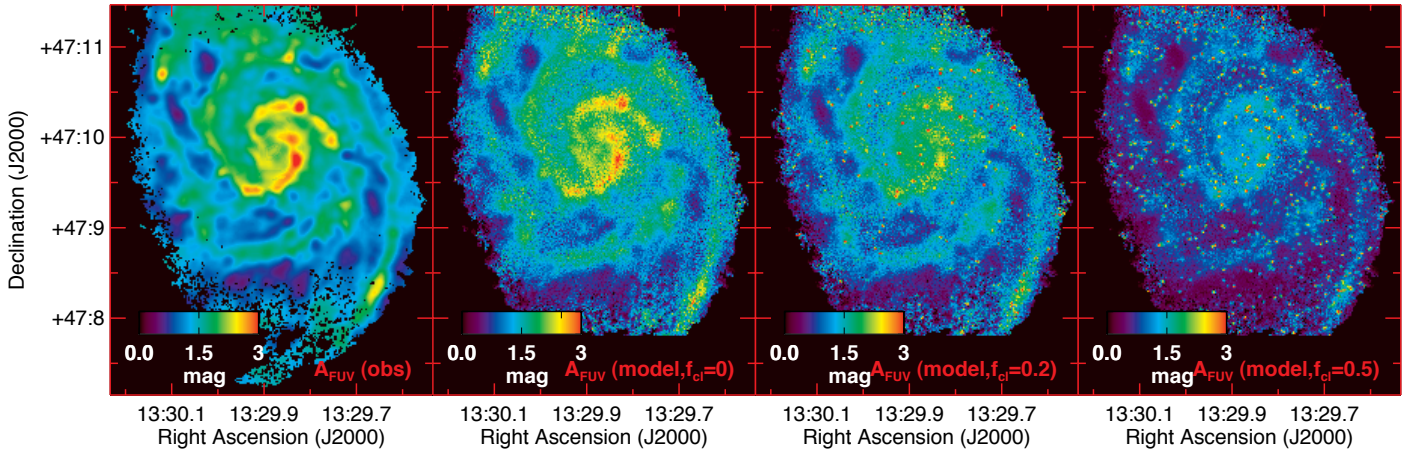 Declination (J2000)
+47:11
+47:10
+47:9
+47:8
0.0 1.5 3
mag
A_FUV (obs)
0.0 1.5 3
mag
A_FUV (model,f_cl=0)
0.0 1.5 3
mag
A_FUV (model,f_cl=0.2)
0.0 1.5 3
mag
A_FUV (model,f_cl=0.5)
13:30.1 13:29.9 13:29.7
13:30.1 13:29.9 13:29.7
13:30.1 13:29.9 13:29.7
13:30.1 13:29.9 13:29.7
Right Ascension (J2000)
Right Ascension (J2000)
Right Ascension (J2000)
Right Ascension (J2000)